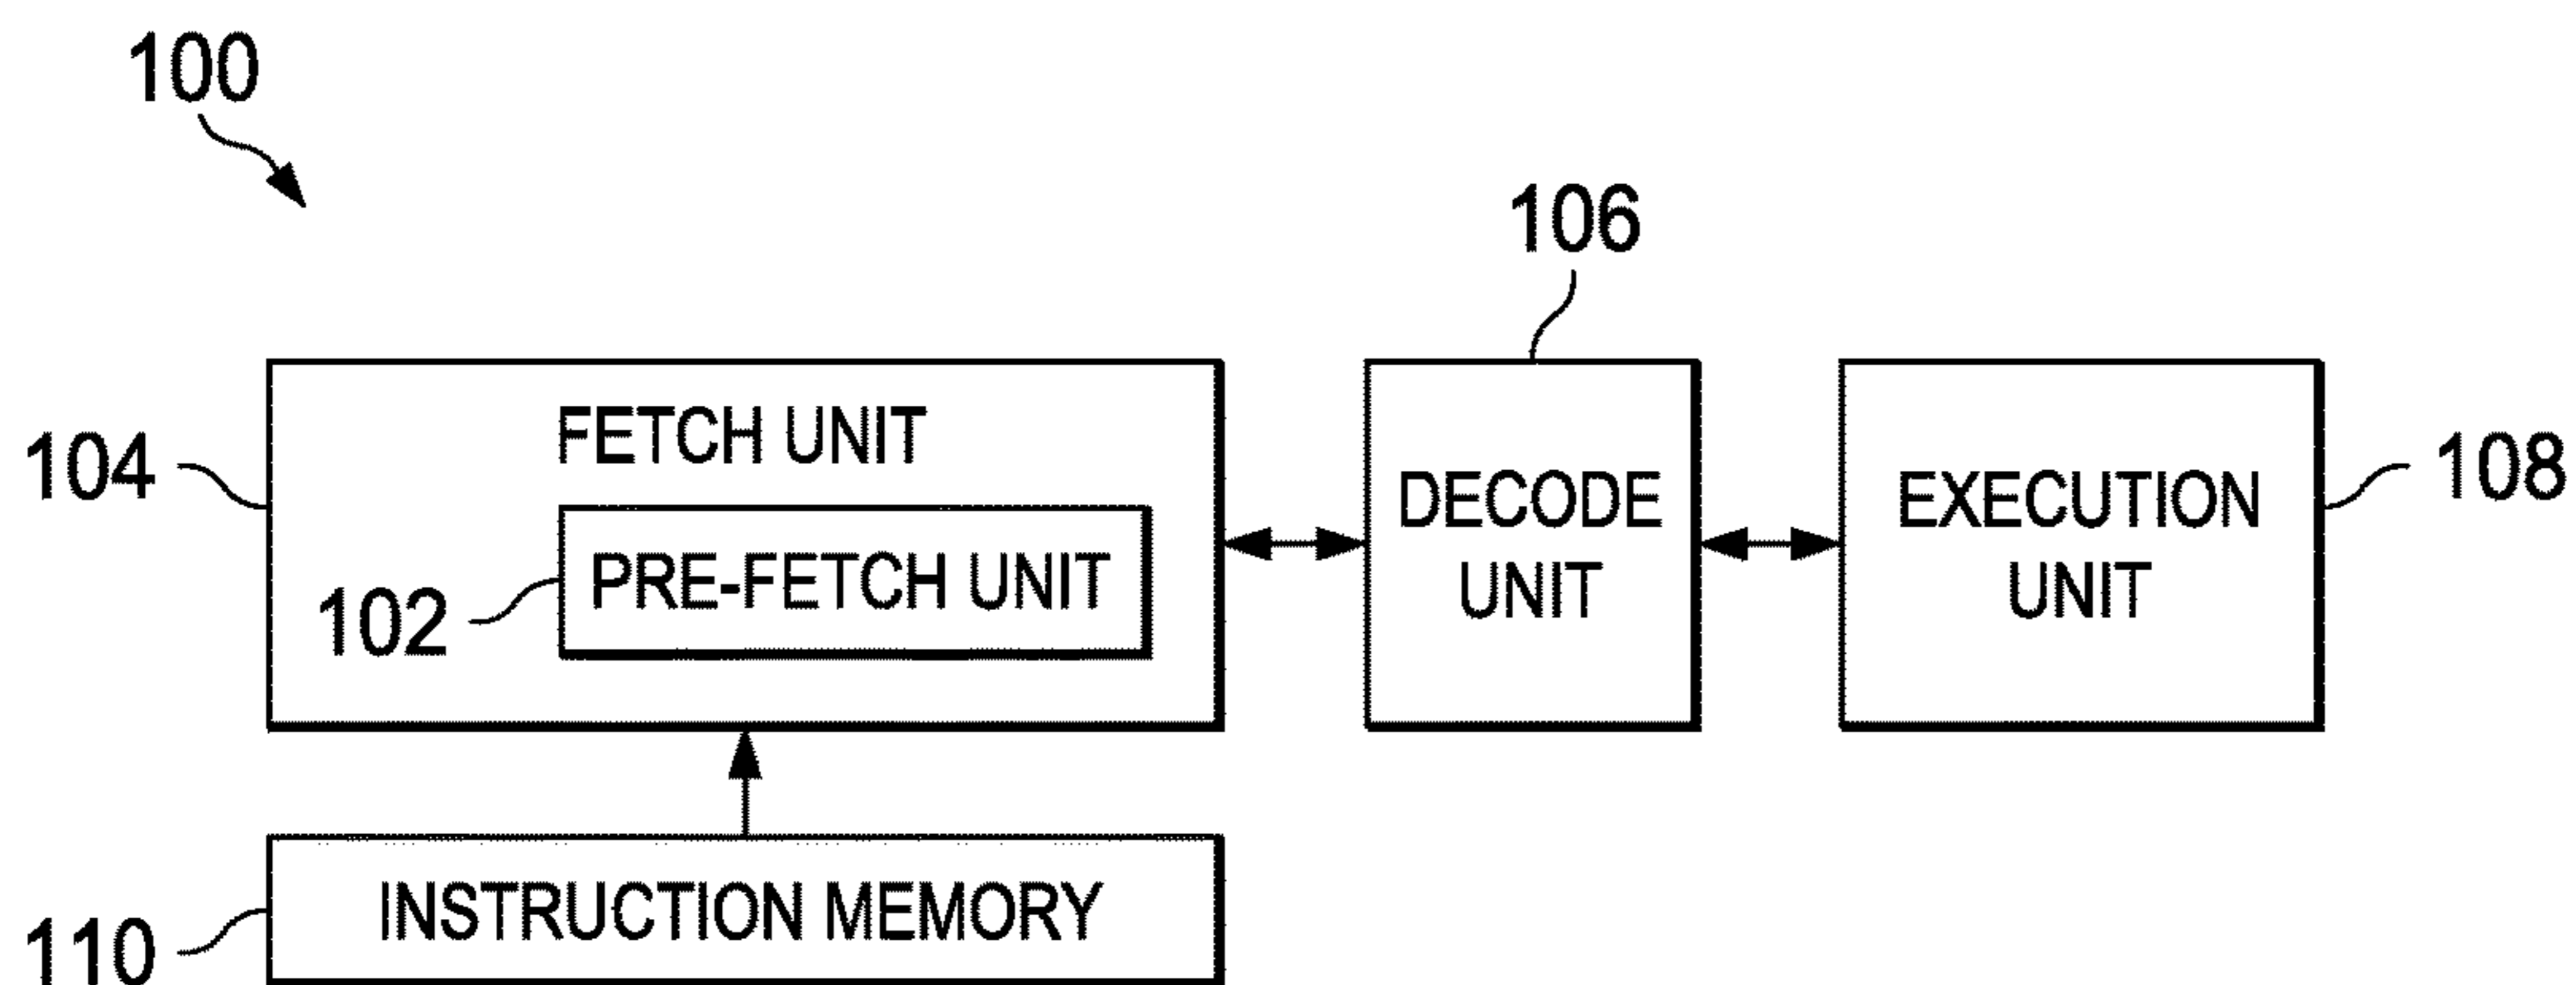 100
106
104
FETCH UNIT
DECODE
UNIT
EXECUTION
UNIT
108
102
PRE-FETCH UNIT
110
INSTRUCTION MEMORY